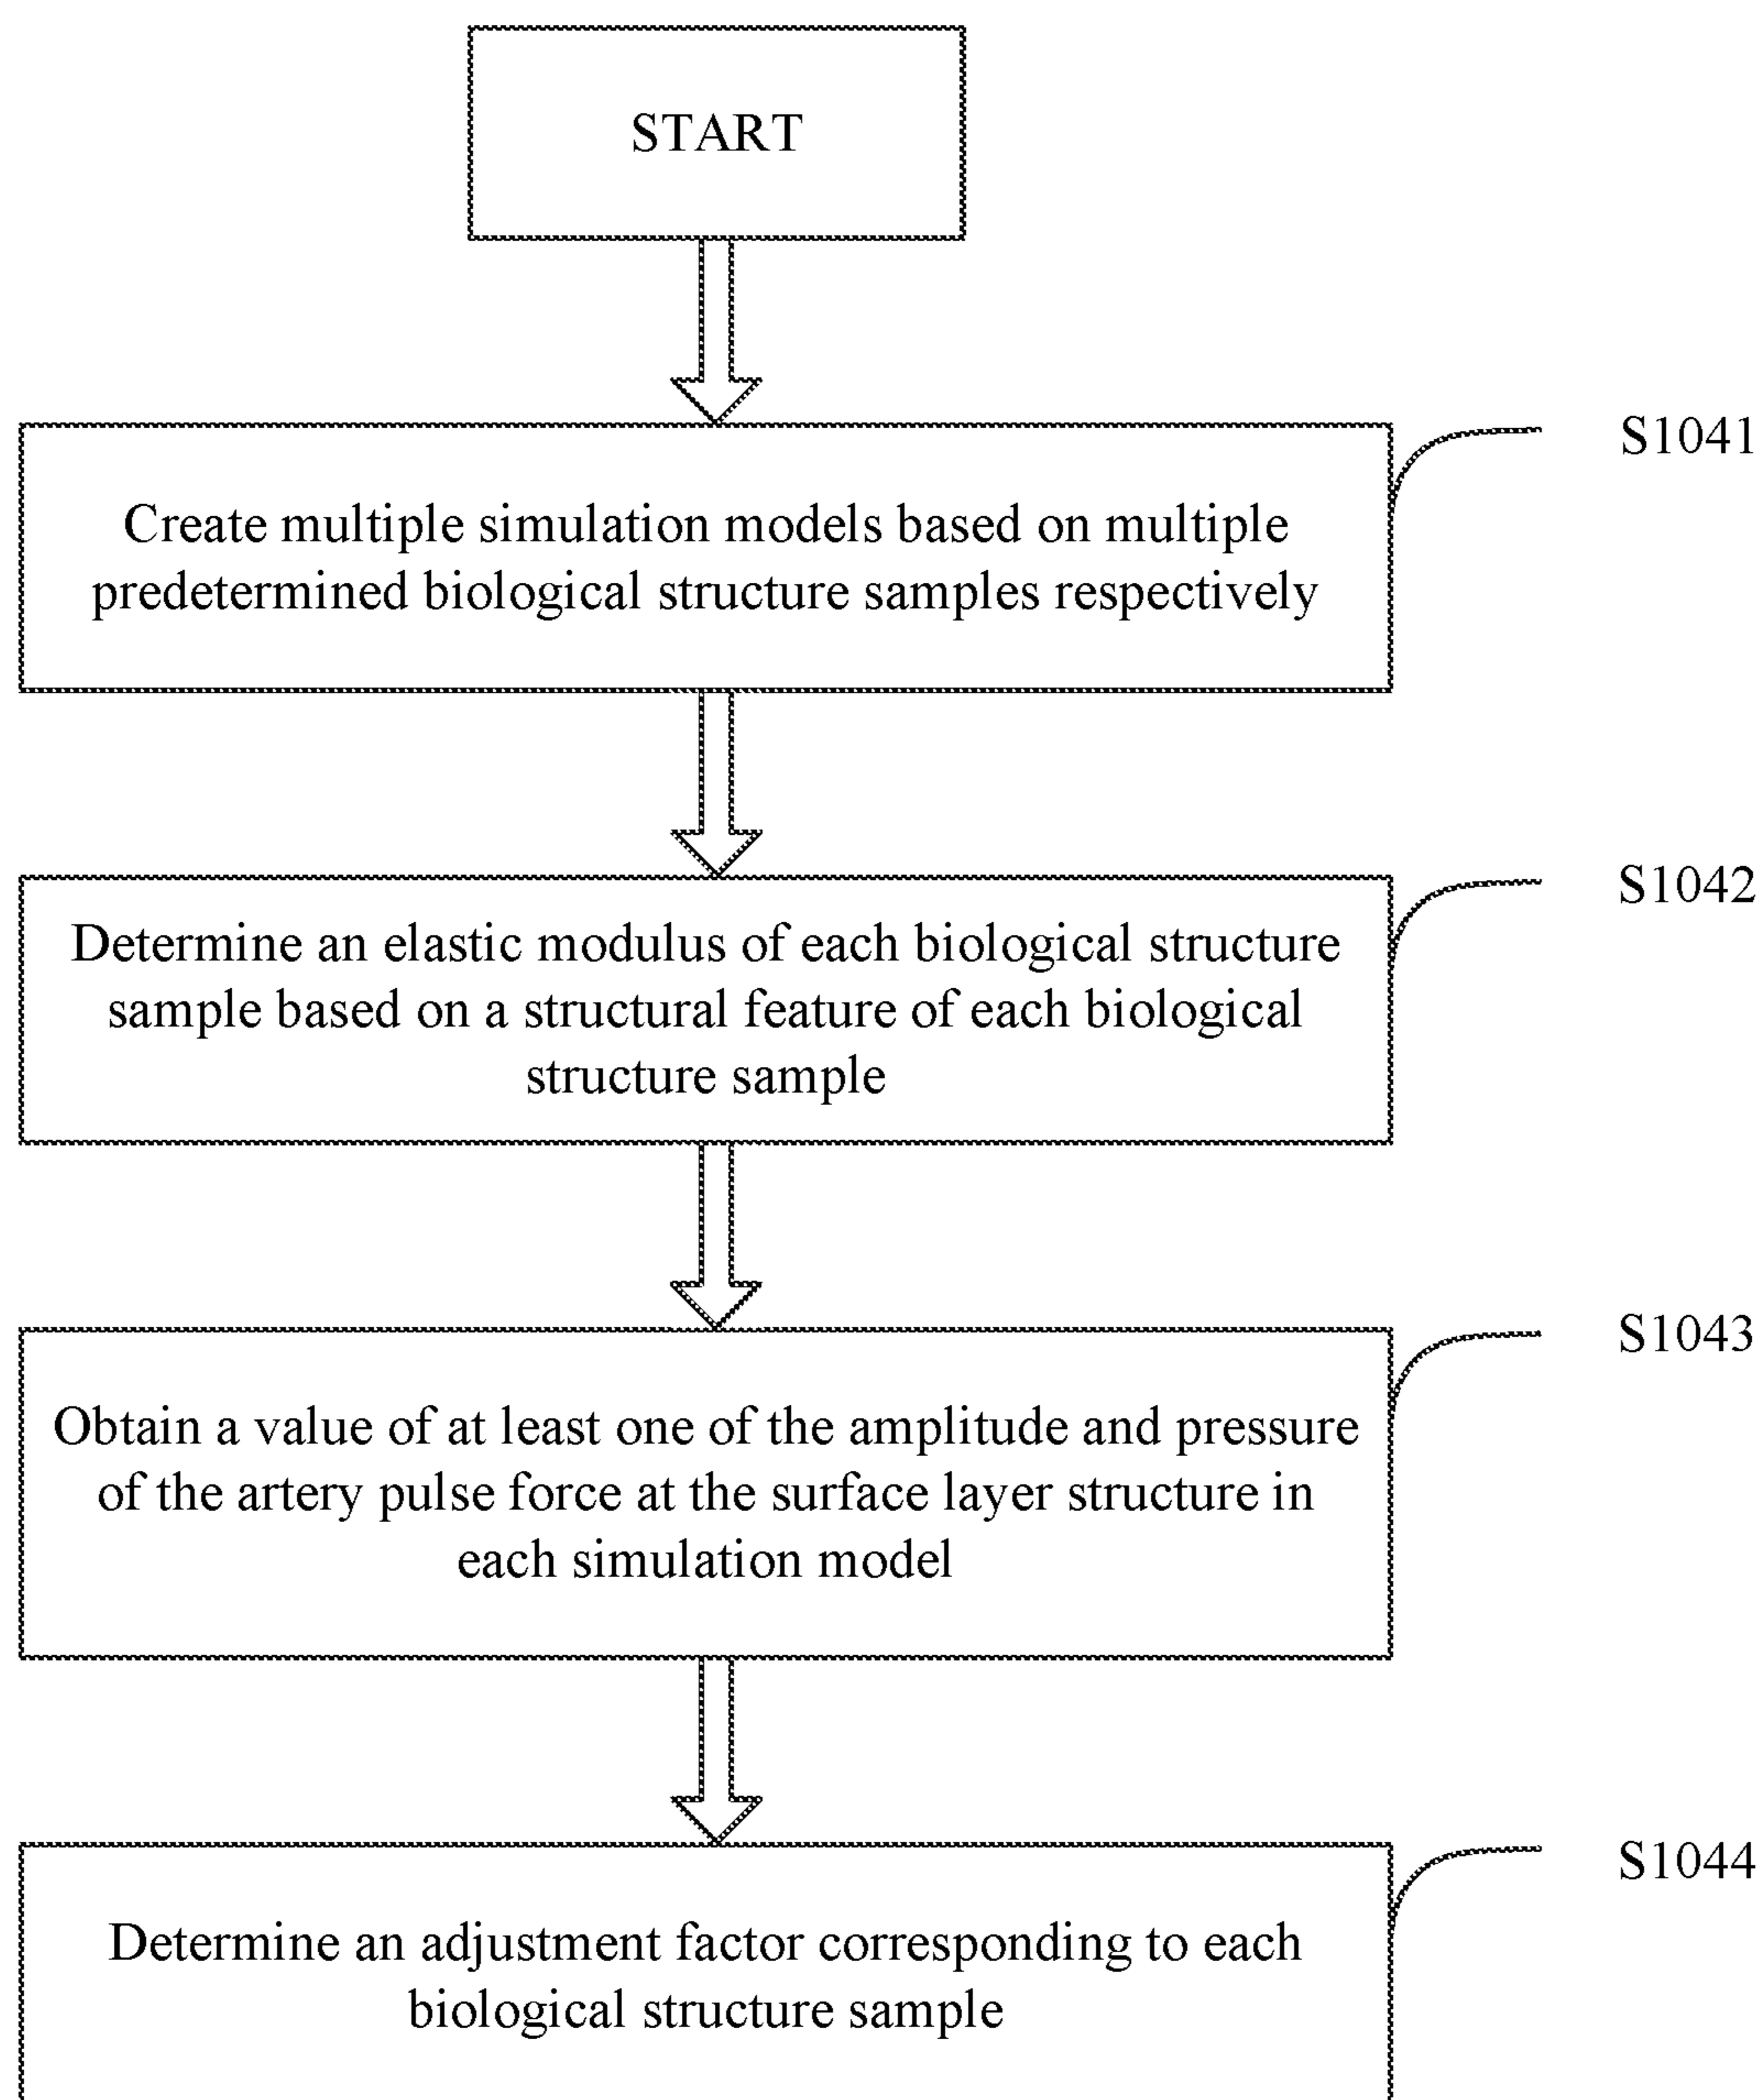 START
S1041
Create multiple simulation models based on multiple
predetermined biological structure samples respectively
S1042
Determine an elastic modulus of each biological structure
sample based on a structural feature of each biological
structure sample
S1043
Obtain a value of at least one of the amplitude and pressure
of the artery pulse force at the surface layer structure in
each simulation model
S1044
Determine an adjustment factor corresponding to each
biological structure sample